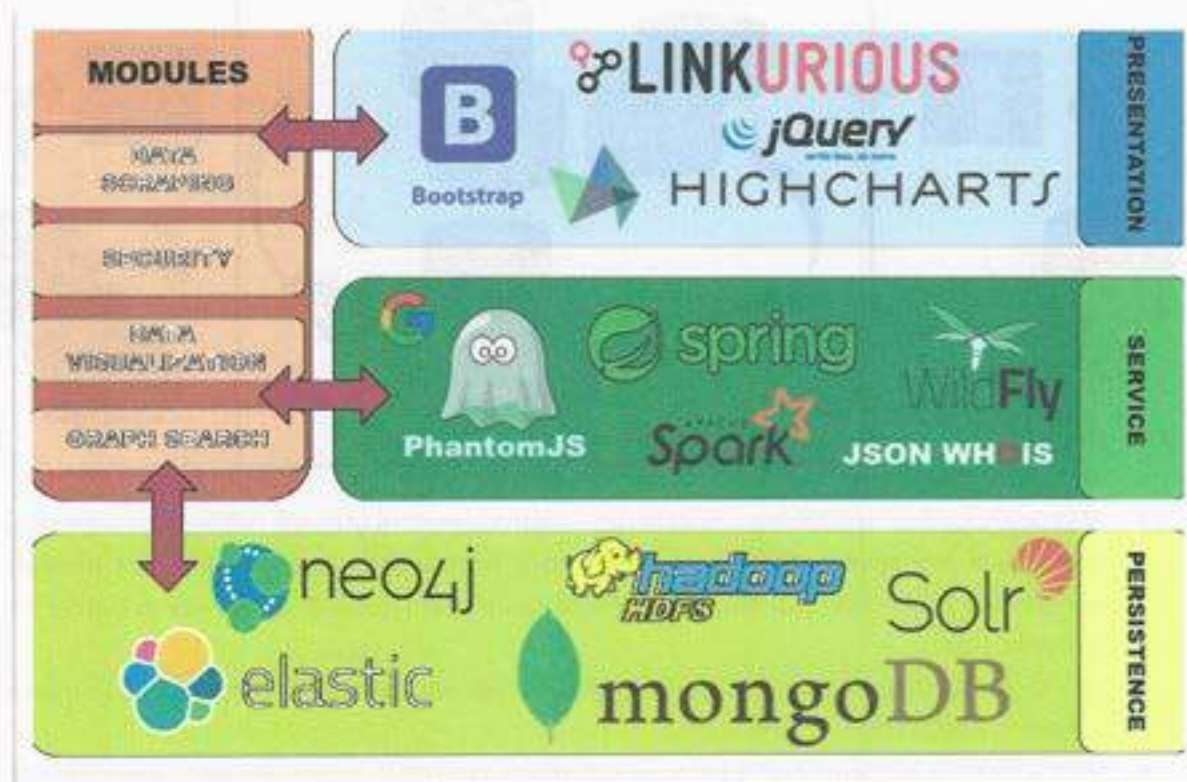 MODULES
DATA
SCRAPING
SECURITY
DATA
VISUALIZATION
GRAPH SEARCH
B
Bootstrap
LINKURIOUS
jQuery
HIGHCHARTS
PRESENTATION
G
PhantomJS
spring
APACHE
Spark
WildFly
JSON WHOIS
SERVICE
neo4j
elastic
hadoop
HDFS
Solr
mongoDB
PERSISTENCE